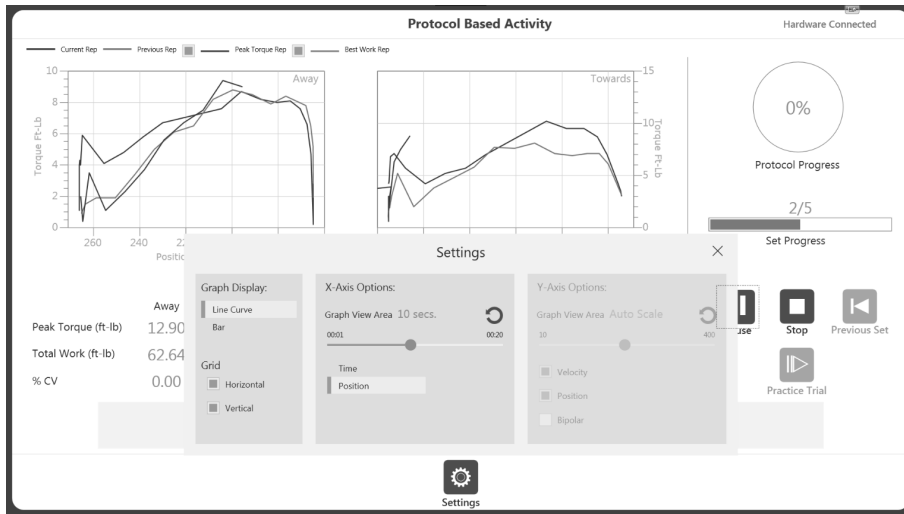 Protocol Based Activity
Hardware Connected
Current Rep Previous Rep Peak Torque Rep Best Work Rep
Away
10
8
6
4
2
0
Torque Ft-Lb
260 240
Towards
15
10
5
0
Torque Ft-Lb
0%
Protocol Progress
2/5
Set Progress
Settings
Graph Display:
Line Curve
Bar
Grid
Horizontal
Vertical
X-Axis Options:
Graph View Area 10 secs.
00:01 00:20
Time
Position
Y-Axis Options:
Graph View Area Auto Scale
10 400
Velocity
Position
Bipolar
Away
Peak Torque (ft-lb) 12.90
Total Work (ft-lb) 62.64
% CV 0.00
Stop
Previous Set
Practice Trial
Settings